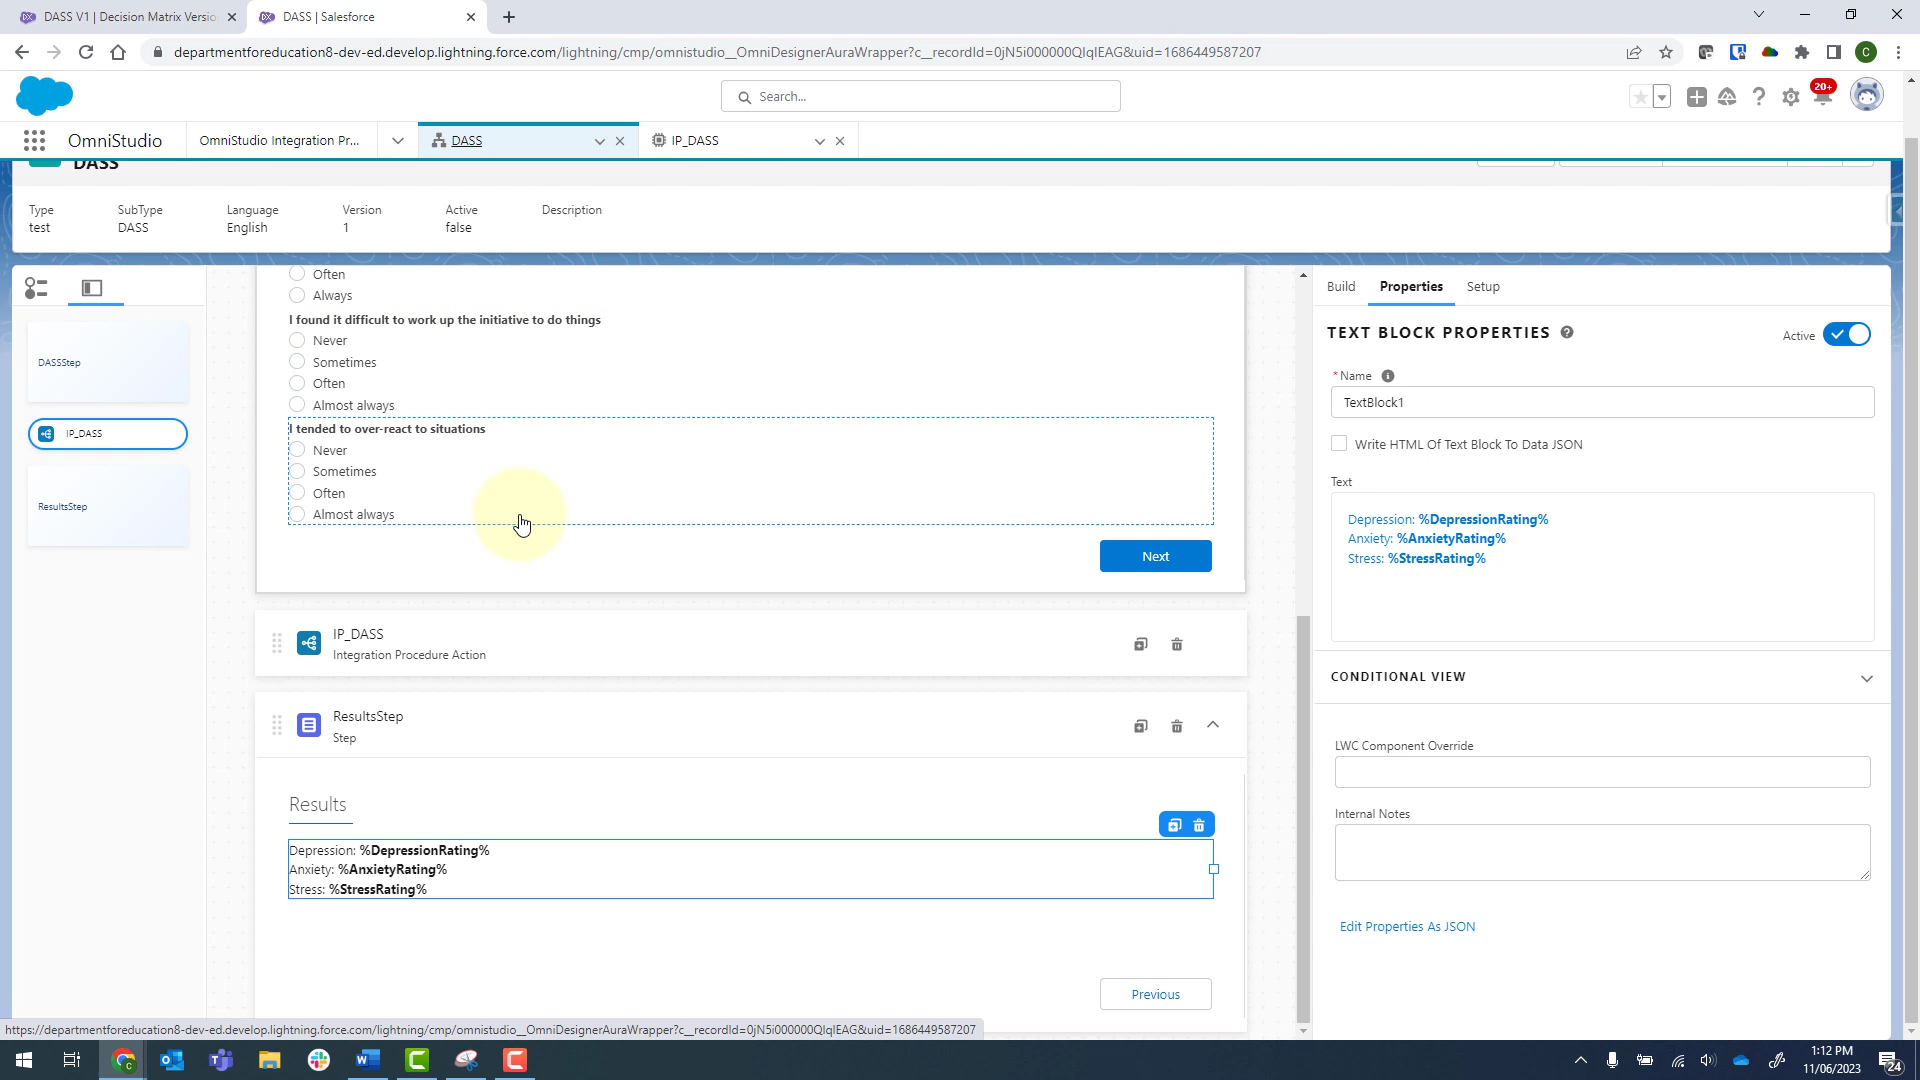 DASS V1 | Decision Matrix Versio
DASS | Salesforce
departmentforeducation8-dev-ed.develop.lightning.force.com/lightning/cmp/omnistudio__OmniDesignerAuraWrapper?c__recordId=0jN5i000000QlqIEAG&uid=1686449587207
C
Search...
20+
OmniStudio
OmniStudio Integration Pr...
DASS
IP_DASS
DASS
Type
SubType
Language
Version
Active
Description
test
DASS
English
1
false
DASSStep
IP_DASS
ResultsStep
Often
Always
I found it difficult to work up the initiative to do things
Never
Sometimes
Often
Almost always
I tended to over-react to situations
Never
Sometimes
Often
Almost always
Next
IP_DASS
Integration Procedure Action
ResultsStep
Step
Results
Depression: %DepressionRating%
Anxiety: %AnxietyRating%
Stress: %StressRating%
Previous
Build
Properties
Setup
TEXT BLOCK PROPERTIES
Active
* Name
TextBlock1
Write HTML Of Text Block To Data JSON
Text
Depression: %DepressionRating%
Anxiety: %AnxietyRating%
Stress: %StressRating%
CONDITIONAL VIEW
LWC Component Override
Internal Notes
Edit Properties As JSON
https://departmentforeducation8-dev-ed.develop.lightning.force.com/lightning/cmp/omnistudio__OmniDesignerAuraWrapper?c__recordId=0jN5i000000QlqIEAG&uid=1686449587207
1:12 PM
11/06/2023
24